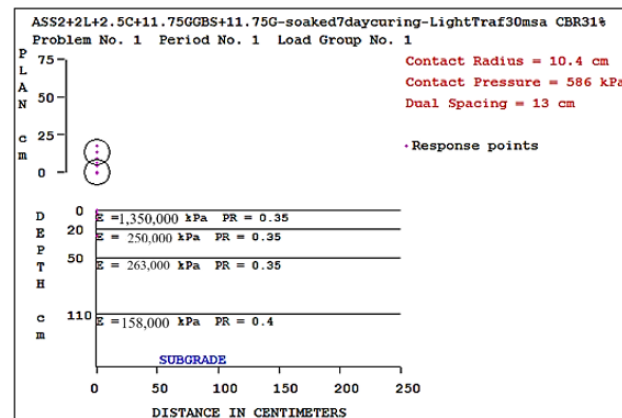 ASS2+2L+2.5C+11.75GGBS+11.75G-soaked7daycuring-LightTraf30msa CBR31%
Problem No. 1 Period No. 1 Load Group No. 1
PLAN cm
75
50
25
0
Contact Radius = 10.4 cm
Contact Pressure = 586 kPa
Dual Spacing = 13 cm
Response points
DEPTH cm
0
E =1,350,000 kPa PR = 0.35
20
E = 250,000 kPa PR = 0.35
50
E = 263,000 kPa PR = 0.35
110
E =158,000 kPa PR = 0.4
SUBGRADE
0 50 100 150 200 250
DISTANCE IN CENTIMETERS